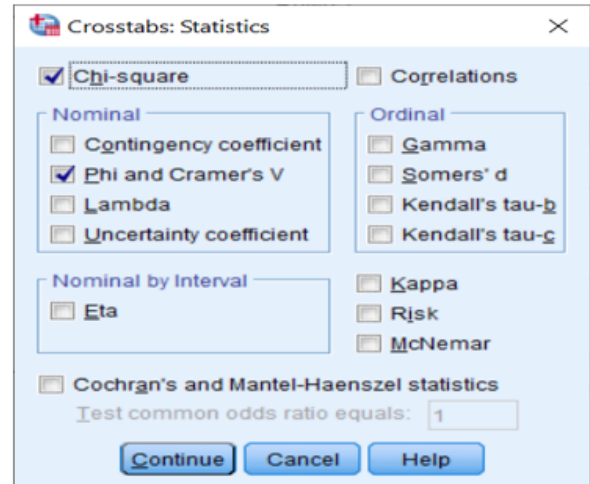 Crosstabs: Statistics
Chi-square
Correlations
Nominal
Contingency coefficient
Phi and Cramer's V
Lambda
Uncertainty coefficient
Ordinal
Gamma
Somers' d
Kendall's tau-b
Kendall's tau-c
Nominal by Interval
Eta
Kappa
Risk
McNemar
Cochran's and Mantel-Haenszel statistics
Test common odds ratio equals: 1
Continue Cancel Help